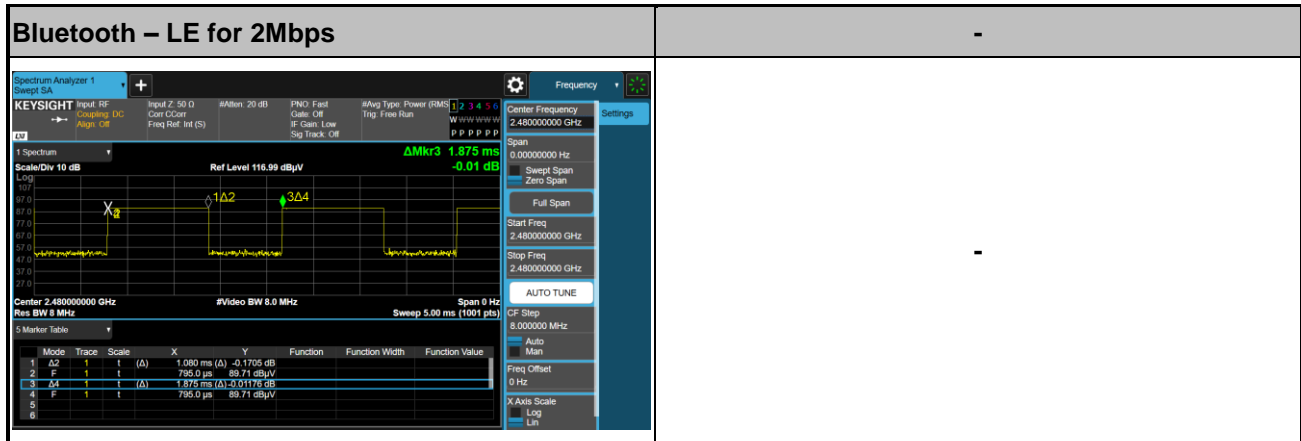 Bluetooth – LE for 2Mbps
-
Spectrum Analyzer 1
Swept SA
+
Frequency
KEYSIGHT
Input: RF
Coupling: DC
Align: Off
Input Z: 50 Ω
Corr CCorr
Freq Ref: Int (S)
#Atten: 20 dB
PNO: Fast
Gate: Off
IF Gain: Low
Sig Track: Off
#Avg Type: Power (RMS
Trig: Free Run
1 2 3 4 5 6
W W W W W W
P P P P P P
LXI
1 Spectrum
Scale/Div 10 dB
Ref Level 116.99 dBµV
ΔMkr3 1.875 ms
-0.01 dB
Log
107
97.0
87.0
77.0
67.0
57.0
47.0
37.0
27.0
1Δ2
3Δ4
Center 2.480000000 GHz
#Video BW 8.0 MHz
Span 0 Hz
Res BW 8 MHz
Sweep 5.00 ms (1001 pts)
5 Marker Table
Mode Trace Scale X Y Function Function Width Function Value
1 Δ2 1 t (Δ) 1.080 ms (Δ) -0.1705 dB
2 F 1 t 795.0 µs 89.71 dBµV
3 Δ4 1 t (Δ) 1.875 ms (Δ) -0.01176 dB
4 F 1 t 795.0 µs 89.71 dBµV
5
6
Center Frequency
2.480000000 GHz
Settings
Span
0.00000000 Hz
Swept Span
Zero Span
Full Span
Start Freq
2.480000000 GHz
Stop Freq
2.480000000 GHz
AUTO TUNE
CF Step
8.000000 MHz
Auto
Man
Freq Offset
0 Hz
X Axis Scale
Log
Lin
-